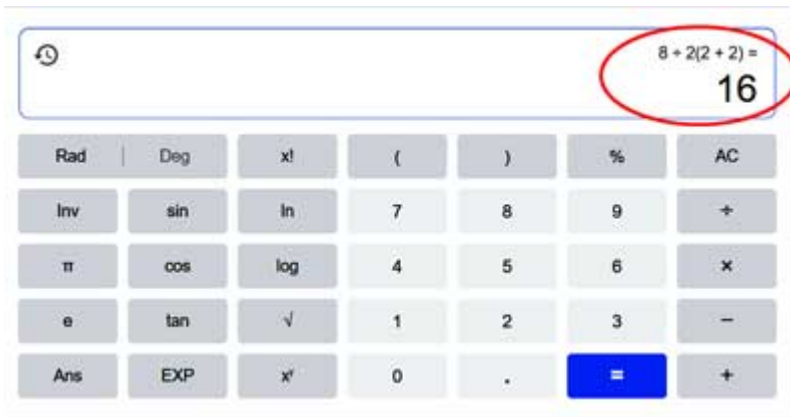 8 ÷ 2(2 + 2) =
16
Rad | Deg x! ( ) % AC
Inv sin ln 7 8 9 ÷
π cos log 4 5 6 ×
e tan √ 1 2 3 −
Ans EXP xʸ 0 . = +